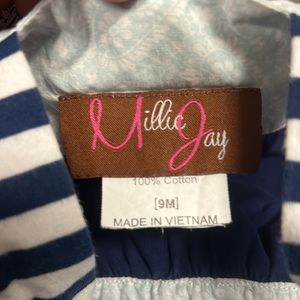 Millie
Jay
100% Cotton
[9M]
MADE IN VIETNAM